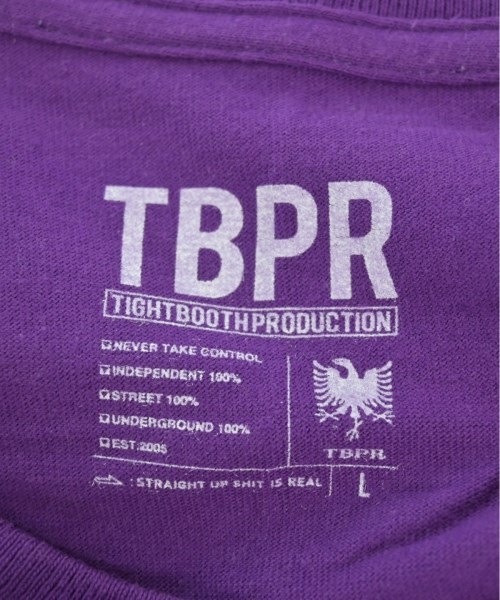 TBPR
TIGHTBOOTHPRODUCTION
NEVER TAKE CONTROL
INDEPENDENT 100%
STREET 100%
UNDERGROUND 100%
EST.2005
TBPR
:STRAIGHT UP SHIT IS REAL
L